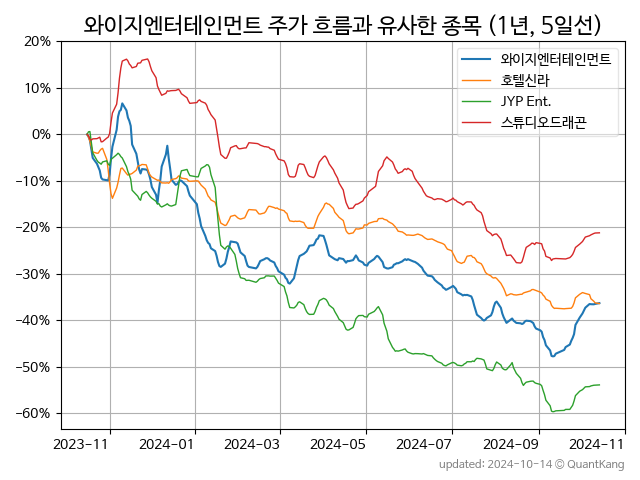 와이지엔터테인먼트 주가 흐름과 유사한 종목 (1년, 5일선)
와이지엔터테인먼트
호텔신라
JYP Ent.
스튜디오드래곤
20%
10%
0%
−10%
−20%
−30%
−40%
−50%
−60%
2023-11
2024-01
2024-03
2024-05
2024-07
2024-09
2024-11
updated: 2024-10-14 © QuantKang